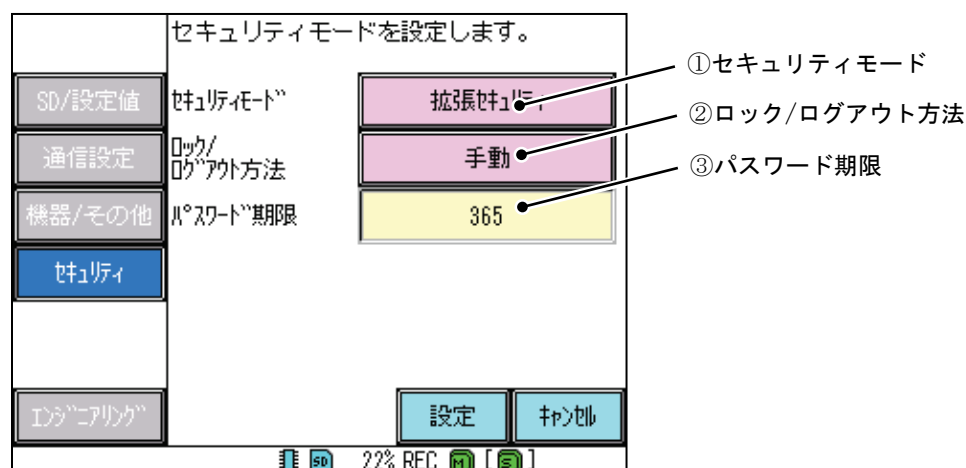 セキュリティモードを設定します。
SD/設定値
ｾｷｭﾘﾃｨﾓｰﾄﾞ
拡張ｾｷｭﾘﾃｨ
①セキュリティモード
通信設定
ﾛｯｸ/
ﾛｸﾞｱｳﾄ方法
手動
②ロック/ログアウト方法
機器/その他
ﾊﾟｽﾜｰﾄﾞ期限
365
③パスワード期限
ｾｷｭﾘﾃｨ
ｴﾝｼﾞﾆｱﾘﾝｸﾞ
設定
ｷｬﾝｾﾙ
SD 22% REC M [ S ]